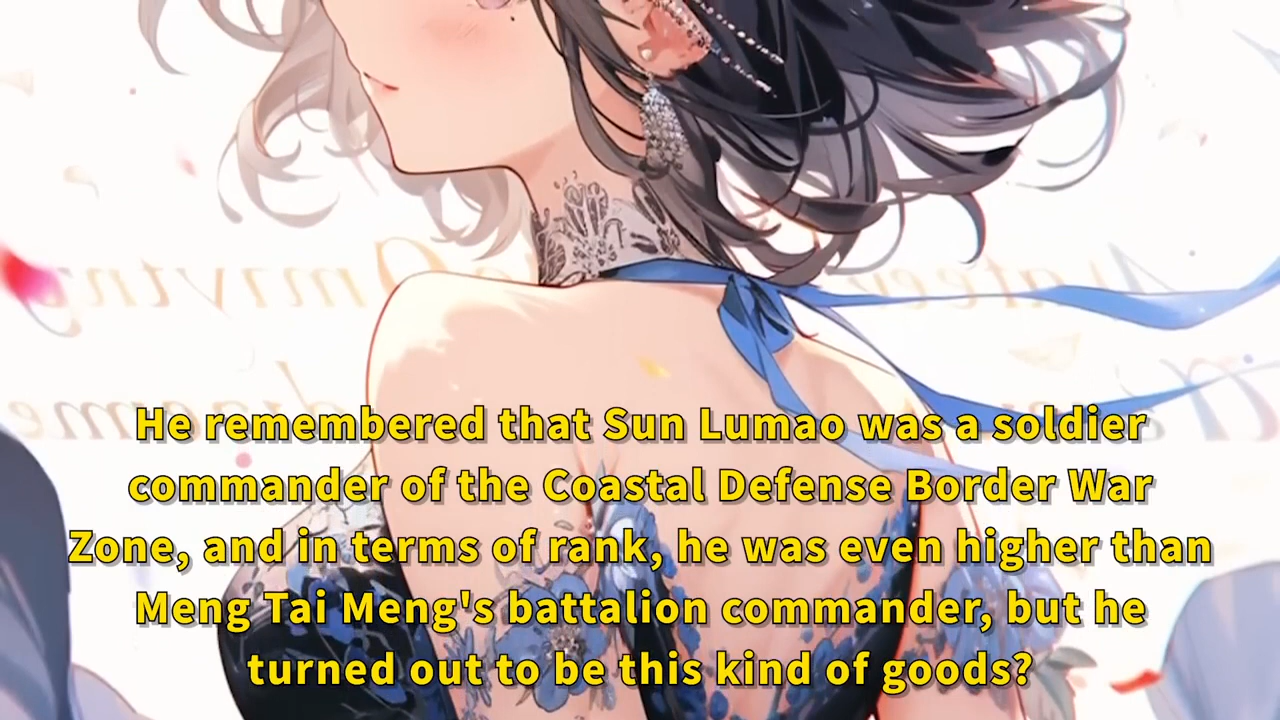 He remembered that Sun Lumao was a soldier
commander of the Coastal Defense Border War
Zone, and in terms of rank, he was even higher than
Meng Tai Meng's battalion commander, but he
turned out to be this kind of goods?